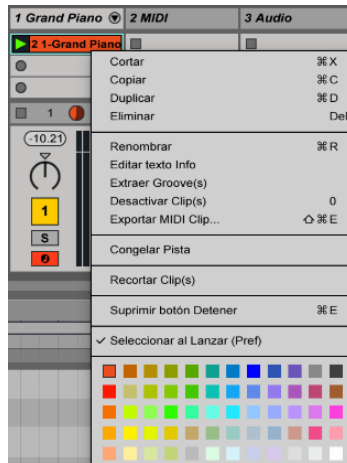 1 Grand Piano
2 MIDI
3 Audio
2 1-Grand Piano
Cortar ⌘X
Copiar ⌘C
Duplicar ⌘D
Eliminar Del
1
(-10.21)
Renombrar ⌘R
Editar texto Info
Extraer Groove(s)
Desactivar Clip(s) 0
1
Exportar MIDI Clip... ⇧⌘E
S
Congelar Pista
Recortar Clip(s)
Suprimir botón Detener ⌘E
✓ Seleccionar al Lanzar (Pref)